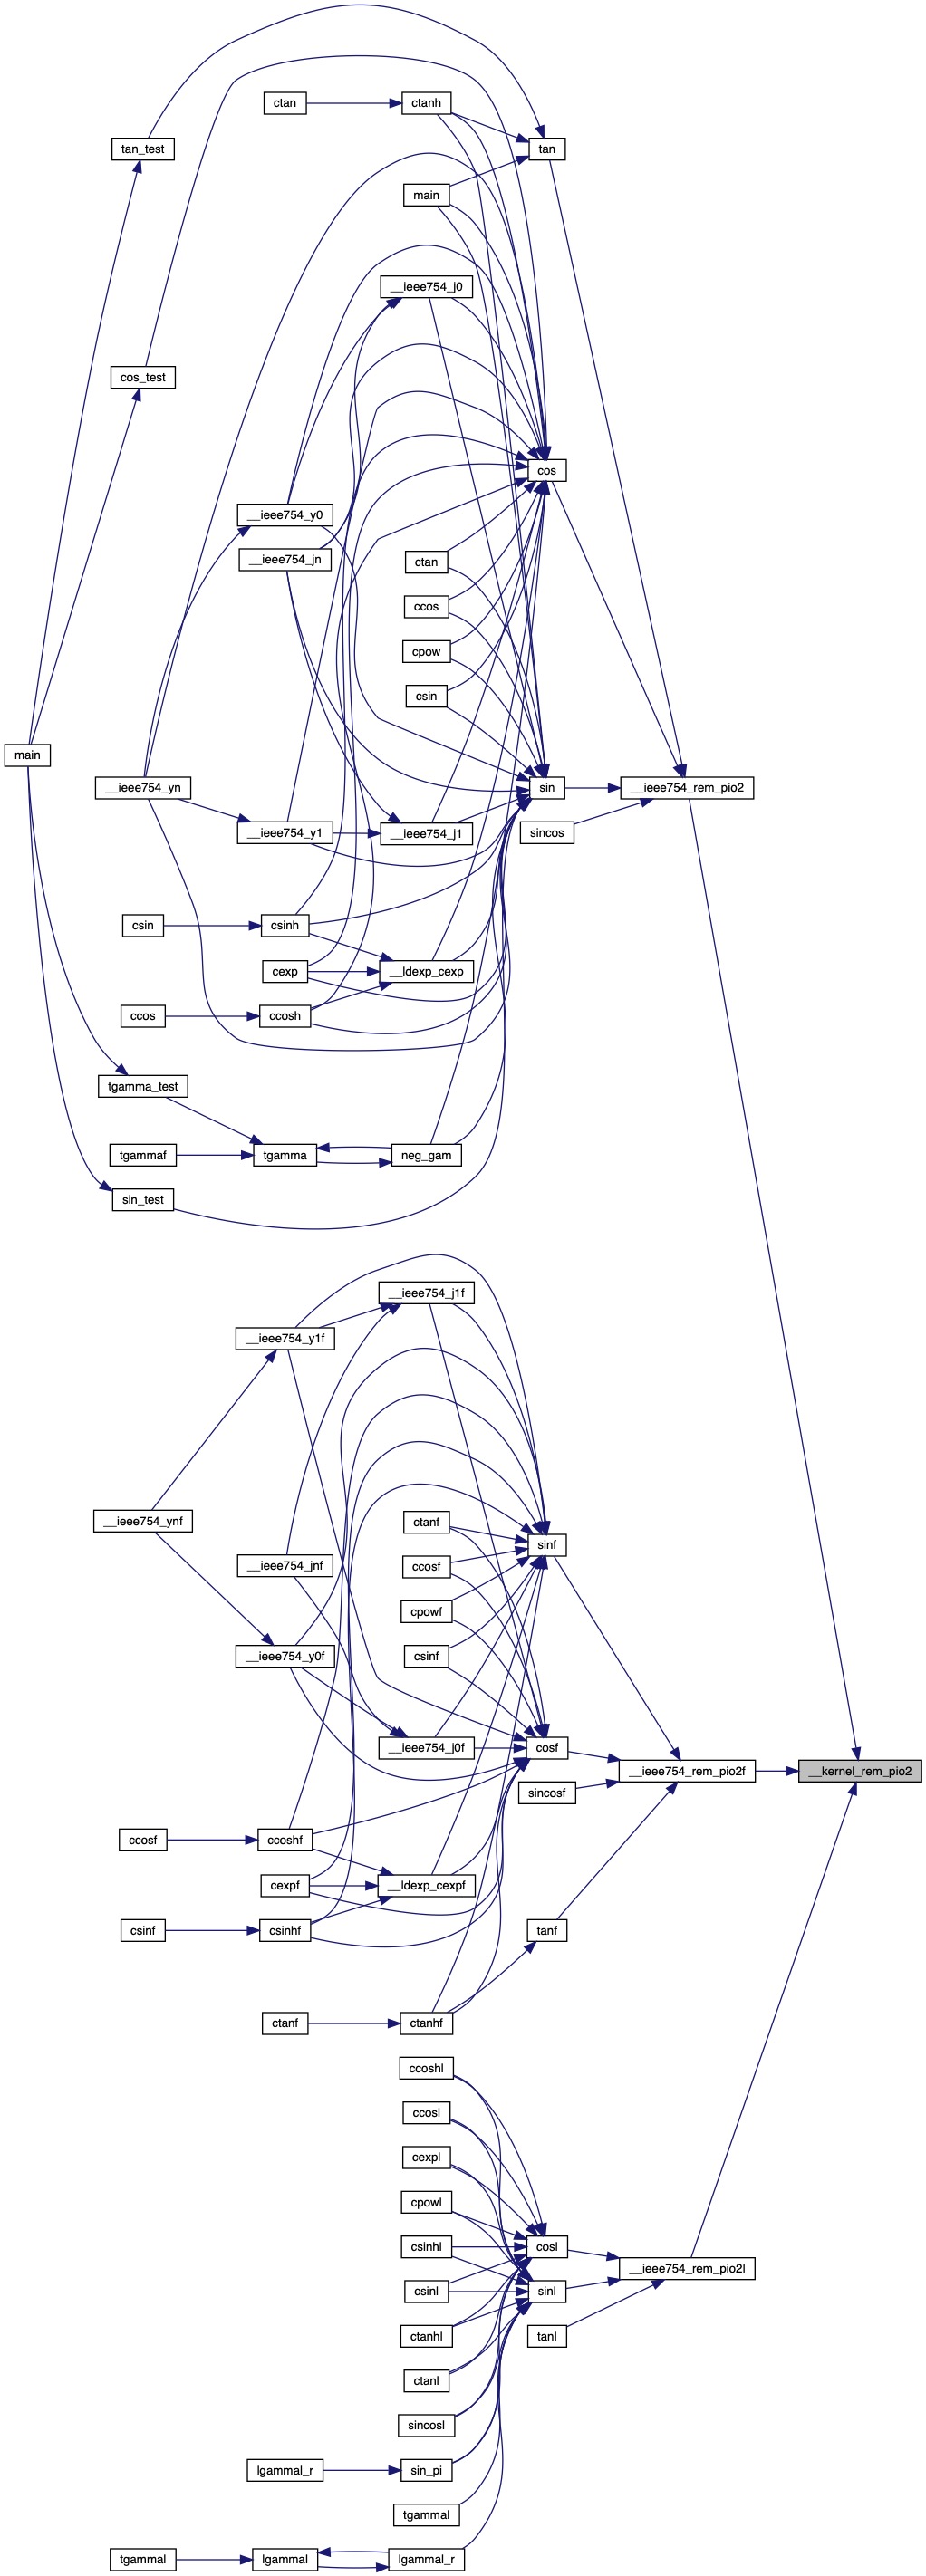 ctan
ctanh
tan_test
tan
main
__ieee754_j0
cos_test
cos
__ieee754_y0
__ieee754_jn
ctan
ccos
cpow
csin
main
__ieee754_yn
sin
__ieee754_rem_pio2
__ieee754_y1
__ieee754_j1
sincos
csin
csinh
cexp
__ldexp_cexp
ccos
ccosh
tgamma_test
tgammaf
tgamma
neg_gam
sin_test
__ieee754_j1f
__ieee754_y1f
__ieee754_ynf
ctanf
sinf
__ieee754_jnf
ccosf
cpowf
__ieee754_y0f
csinf
__ieee754_j0f
cosf
__ieee754_rem_pio2f
__kernel_rem_pio2
sincosf
ccosf
ccoshf
cexpf
__ldexp_cexpf
csinf
csinhf
tanf
ctanf
ctanhf
ccoshl
ccosl
cexpl
cpowl
csinhl
cosl
__ieee754_rem_pio2l
csinl
sinl
ctanhl
tanl
ctanl
sincosl
lgammal_r
sin_pi
tgammal
tgammal
lgammal
lgammal_r